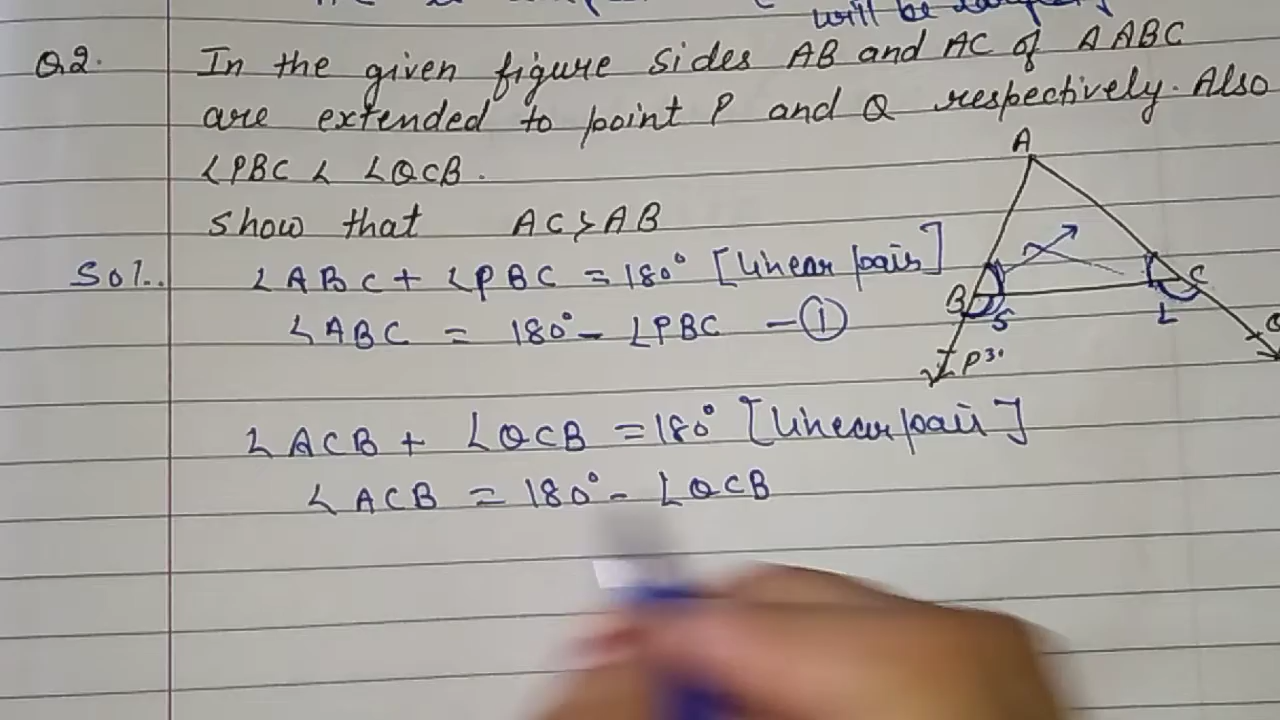 will be
Q2. In the given figure sides AB and AC of ∆ABC
are extended to point P and Q respectively. Also
∠PBC < ∠QCB.
show that AC > AB
Sol.. ∠ABC + ∠PBC = 180° [linear pair]
∠ABC = 180° - ∠PBC - ①
∠ACB + ∠QCB = 180° [linear pair]
∠ACB = 180° - ∠QCB
A
B
C
S
L
P
Q